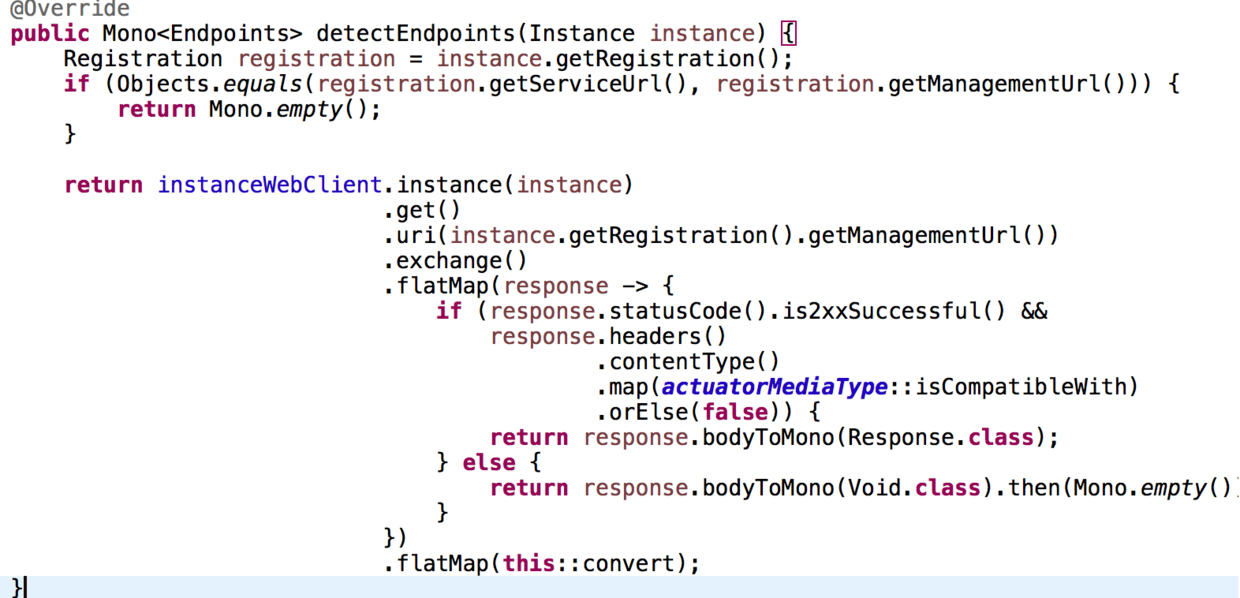 @Override
public Mono<Endpoints> detectEndpoints(Instance instance) {
    Registration registration = instance.getRegistration();
    if (Objects.equals(registration.getServiceUrl(), registration.getManagementUrl())) {
        return Mono.empty();
    }

    return instanceWebClient.instance(instance)
                            .get()
                            .uri(instance.getRegistration().getManagementUrl())
                            .exchange()
                            .flatMap(response -> {
                                if (response.statusCode().is2xxSuccessful() &&
                                    response.headers()
                                            .contentType()
                                            .map(actuatorMediaType::isCompatibleWith)
                                            .orElse(false)) {
                                    return response.bodyToMono(Response.class);
                                } else {
                                    return response.bodyToMono(Void.class).then(Mono.empty()
                                }
                            })
                            .flatMap(this::convert);
}